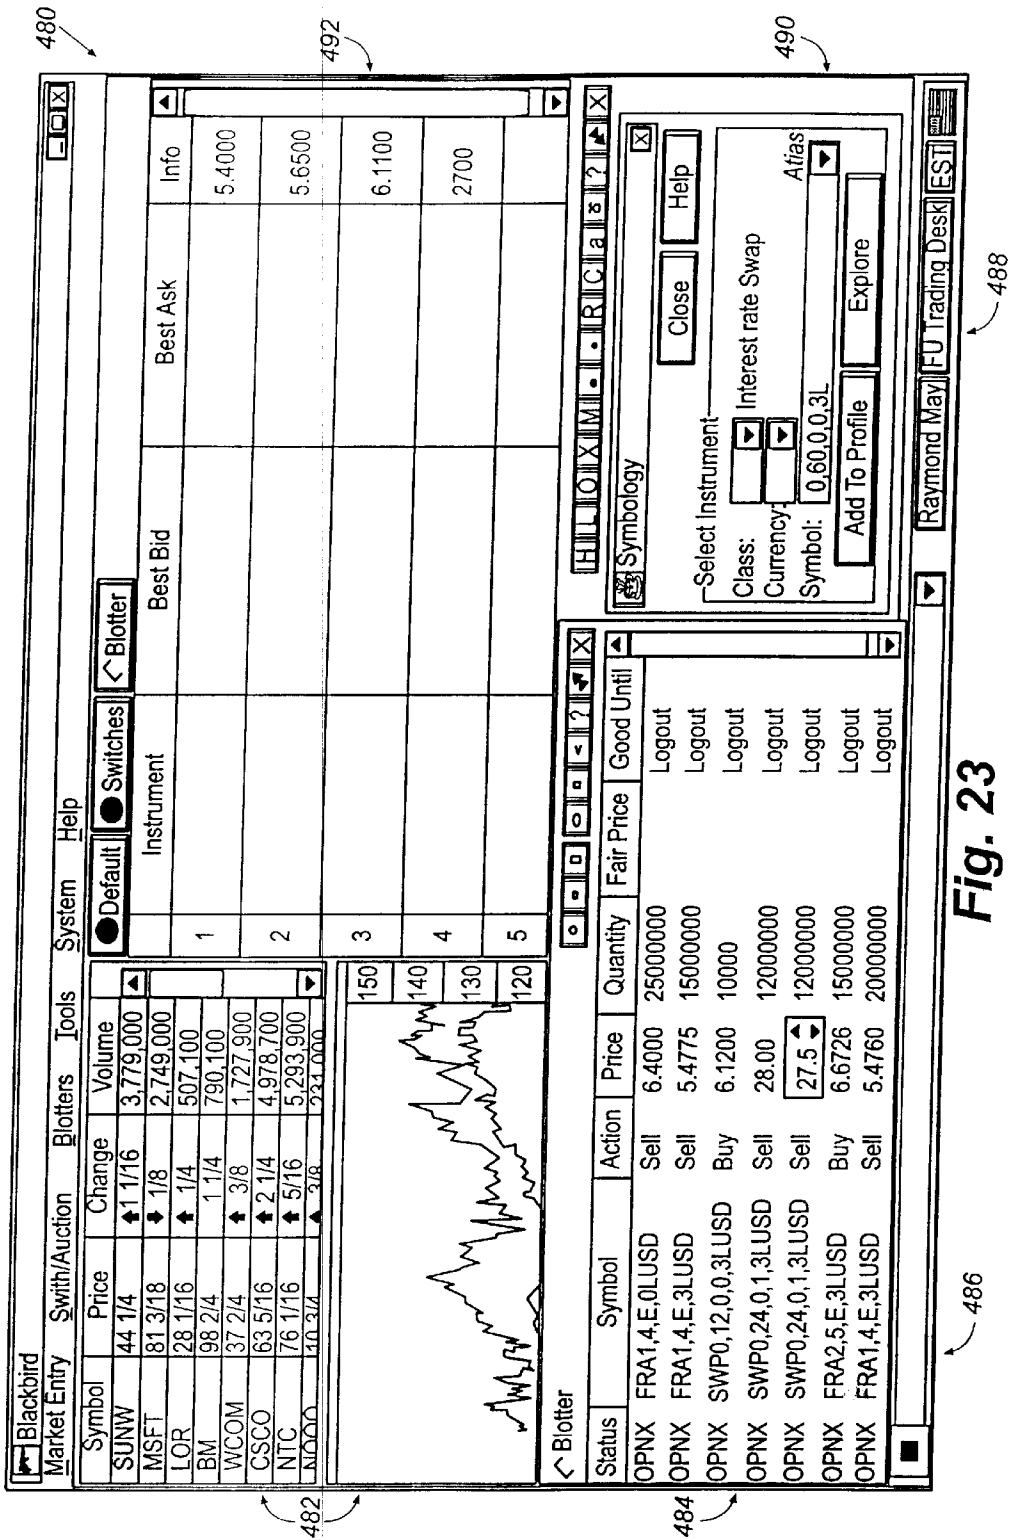 480
Blackbird
Market Entry Swith/Auction Blotters Tools System Help
Default Switches Blotter
Symbol Price Change Volume
SUNW 44 1/4 1 1/16 3,779,000
MSFT 81 3/18 1/8 2,749,000
LOR 28 1/16 1/4 507,100
BM 98 2/4 1 1/4 790,100
WCOM 37 2/4 3/8 1,727,900
CSCO 63 5/16 2 1/4 4,978,700
NTC 76 1/16 5/16 5,293,900
10 3/4 3/8 231,000
150
140
130
120
482
Instrument Best Bid Best Ask Info
1 5.4000
2 5.6500
3 6.1100
4 2700
5
492
< Blotter
? X
Status Symbol Action Price Quantity Fair Price Good Until
OPNX FRA1,4,E,0LUSD Sell 6.4000 25000000 Logout
OPNX FRA1,4,E,3LUSD Sell 5.4775 15000000 Logout
OPNX SWP0,12,0,0,3LUSD Buy 6.1200 10000 Logout
OPNX SWP0,24,0,1,3LUSD Sell 28.00 12000000 Logout
OPNX SWP0,24,0,1,3LUSD Sell 27.5 12000000 Logout
OPNX FRA2,5,E,3LUSD Buy 6.6726 15000000 Logout
OPNX FRA1,4,E,3LUSD Sell 5.4760 20000000 Logout
484
486
H I L O X M • • R C a ? X
Symbology X
Close Help
Select Instrument
Class: Interest rate Swap
Currency:
Symbol: 0,60,0,0,3L Atias
Add To Profile Explore
490
Raymond May FU Trading Desk EST
488
Fig. 23